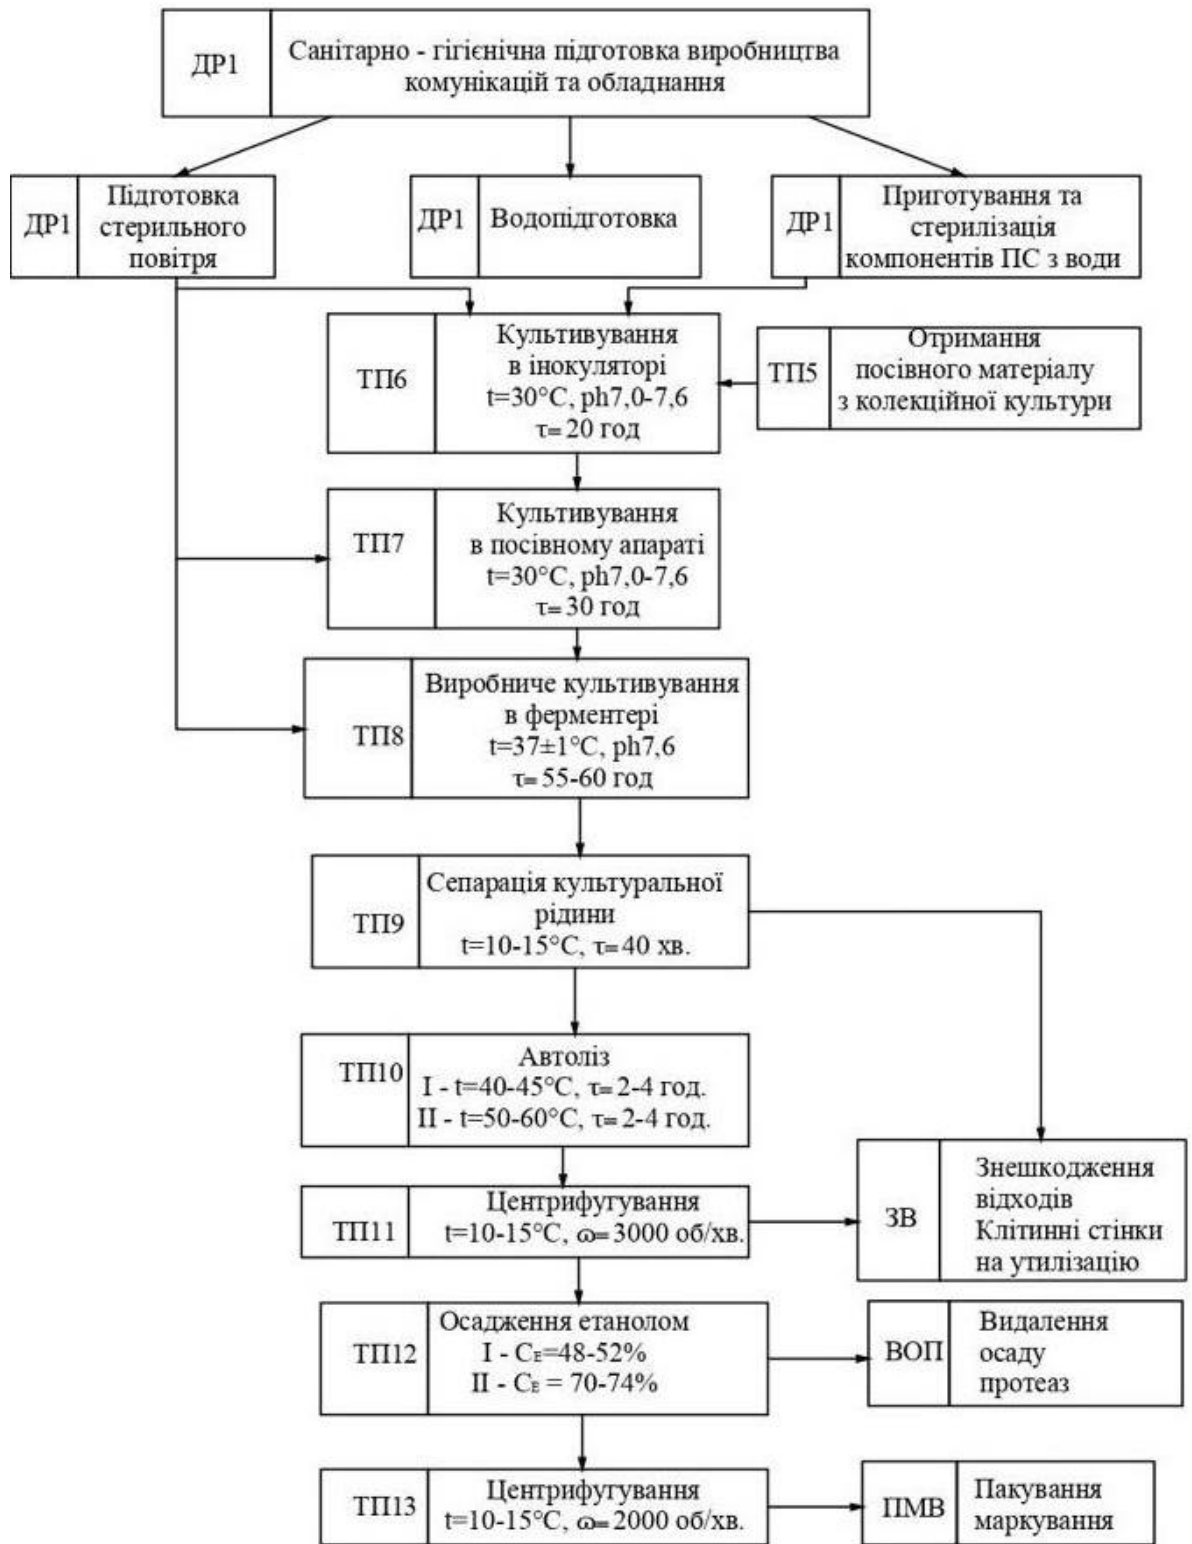 ДР1
Санітарно - гігієнічна підготовка виробництва
комунікацій та обладнання
ДР1
Підготовка
стерильного
повітря
ДР1
Водопідготовка
ДР1
Приготування та
стерилізація
компонентів ПС з води
ТП6
Культивування
в інокуляторі
t=30°C, ph7,0-7,6
τ= 20 год
ТП5
Отримання
посівного матеріалу
з колекційної культури
ТП7
Культивування
в посівному апараті
t=30°C, ph7,0-7,6
τ= 30 год
ТП8
Виробниче культивування
в ферментері
t=37±1°C, ph7,6
τ= 55-60 год
ТП9
Сепарація культуральної
рідини
t=10-15°C, τ= 40 хв.
ТП10
Автоліз
I - t=40-45°C, τ= 2-4 год.
II - t=50-60°C, τ= 2-4 год.
ТП11
Центрифугування
t=10-15°C, ω= 3000 об/хв.
ЗВ
Знешкодження
відходів
Клітинні стінки
на утилізацію
ТП12
Осадження етанолом
I - CЕ=48-52%
II - CЕ = 70-74%
ВОП
Видалення
осаду
протеаз
ТП13
Центрифугування
t=10-15°C, ω= 2000 об/хв.
ПМВ
Пакування
маркування